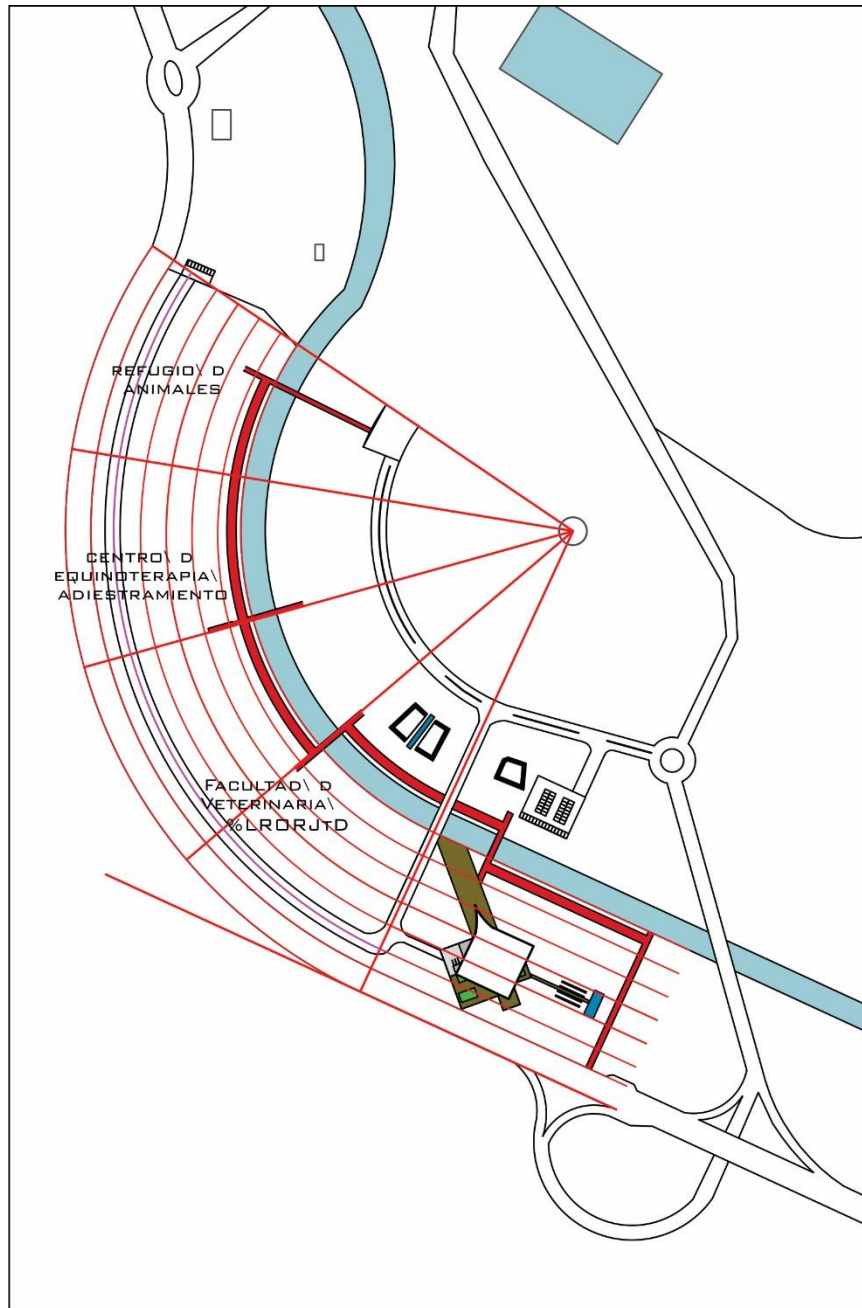 REFUGIO\ D
ANIMALES
CENTRO\ D
EQUINOTERAPIA\
ADIESTRAMIENTO
FACULTAD\ D
VETERINARIA\
%LRORJTD